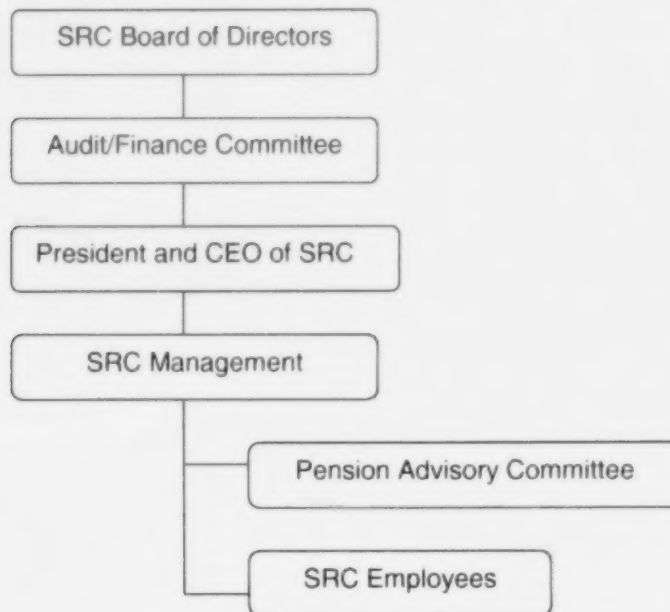 SRC Board of Directors
Audit/Finance Committee
President and CEO of SRC
SRC Management
Pension Advisory Committee
SRC Employees